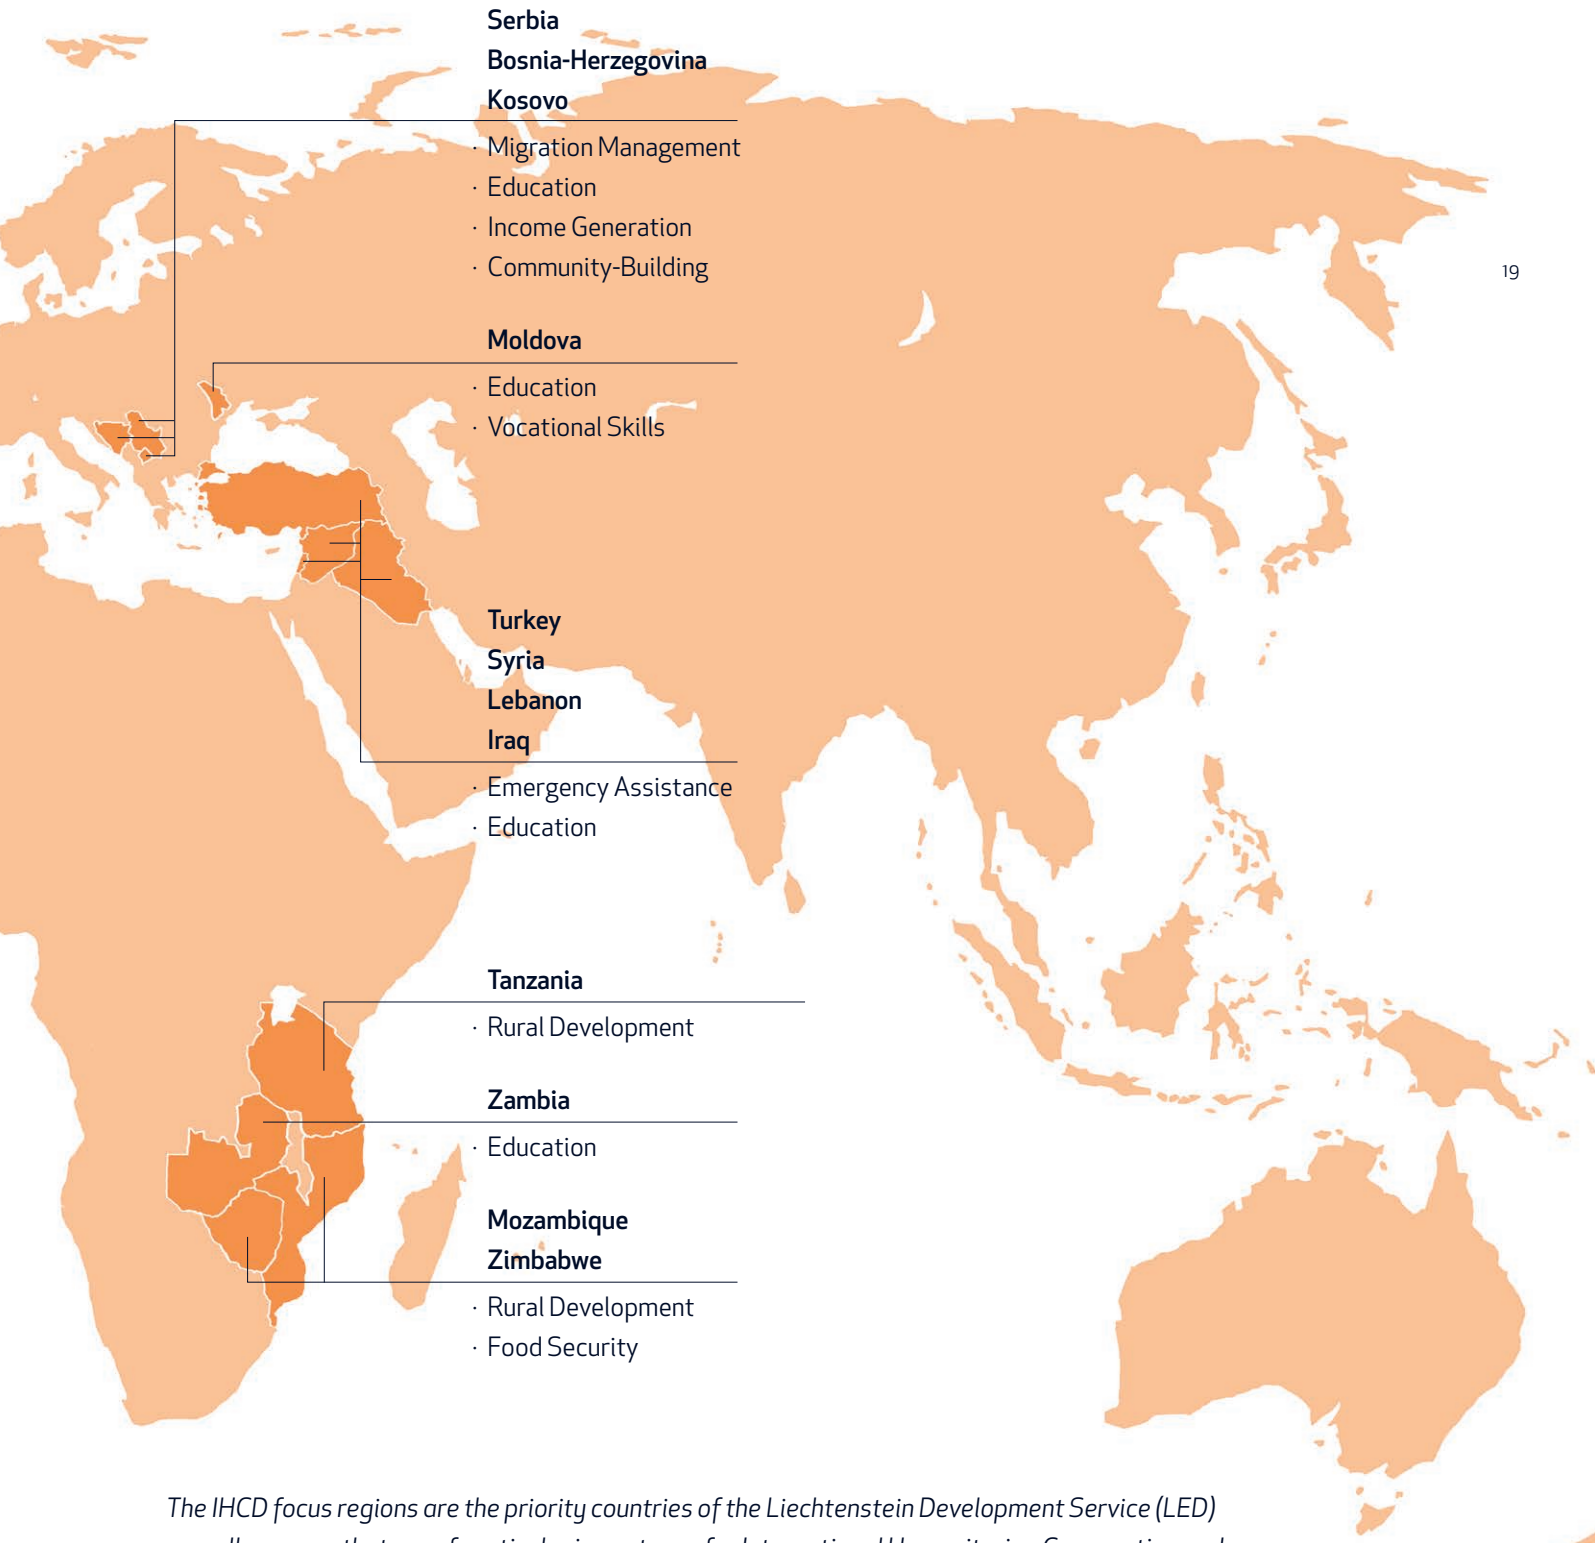 Serbia
Bosnia-Herzegovina
Kosovo
· Migration Management
· Education
· Income Generation
· Community-Building
19
Moldova
· Education
· Vocational Skills
Turkey
Syria
Lebanon
Iraq
· Emergency Assistance
· Education
Tanzania
· Rural Development
Zambia
· Education
Mozambique
Zimbabwe
· Rural Development
· Food Security
The IHCD focus regions are the priority countries of the Liechtenstein Development Service (LED)